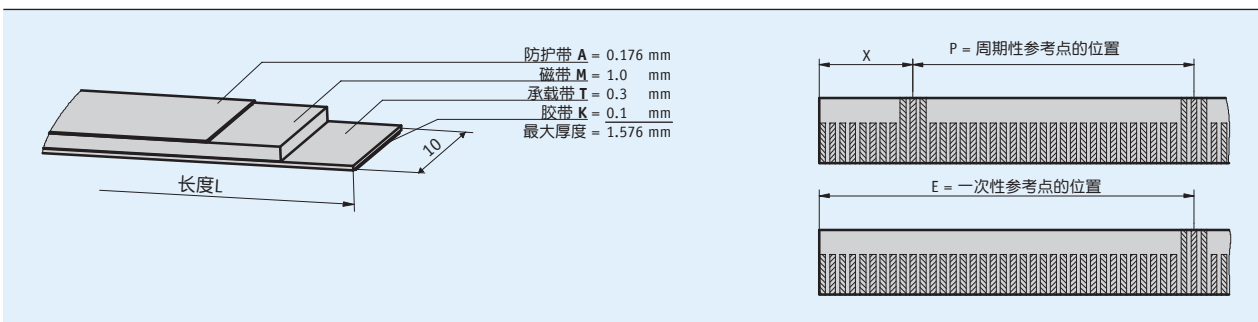 防护带 A = 0.176 mm
磁带 M = 1.0 mm
承载带 T = 0.3 mm
胶带 K = 0.1 mm
最大厚度 = 1.576 mm
10
长度L
X
P = 周期性参考点的位置
E = 一次性参考点的位置